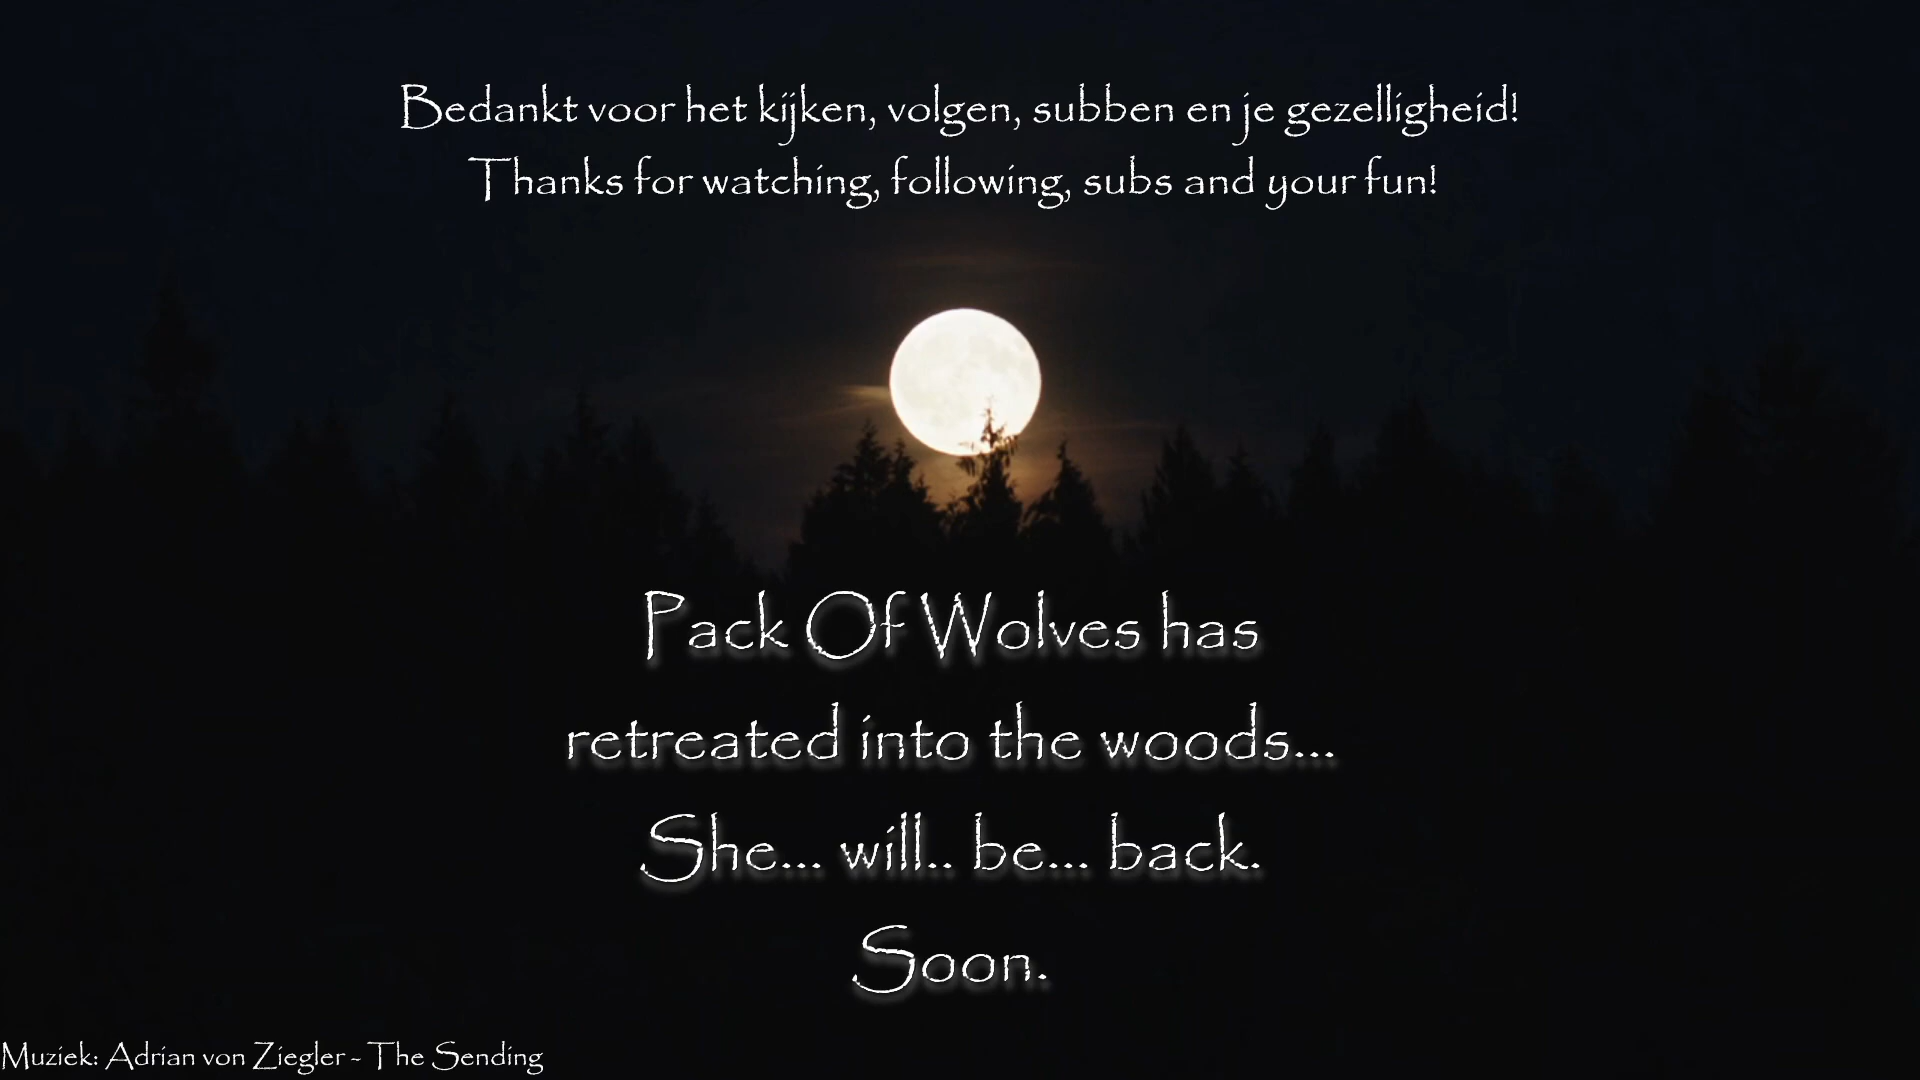 Bedankt voor het kijken, volgen, subben en je gezelligheid!
Thanks for watching, following, subs and your fun!
Pack Of Wolves has
retreated into the woods...
She... will.. be... back.
Soon.
Muziek: Adrian von Ziegler - The Sending